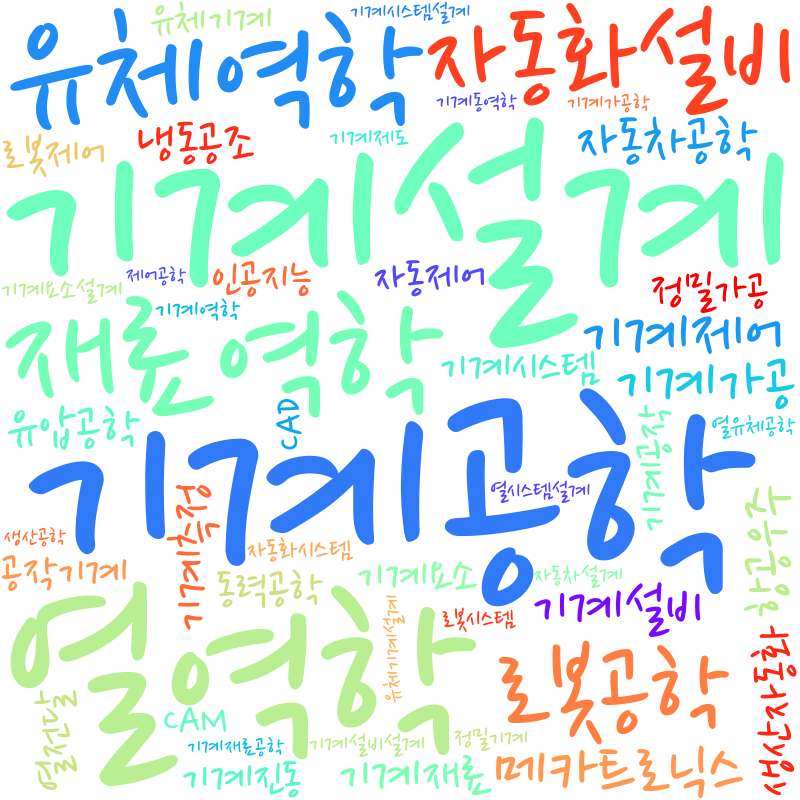 유체기계
기계시스템설계
유체역학
자동화설비
기계동역학
기계가공학
로봇제어
냉동공조
기계제도
자동차공학
기계설계
제어공학
인공지능
자동제어
정밀가공
기계요소설계
기계역학
재료역학
기계제어
기계시스템
기계가공
유압공학
CAD
기계공작
열유체공학
기계공학
기계측정
열시스템설계
항공우주
생산공학
자동화시스템
공작기계
동력공학
기계요소
자동차설계
열역학
유체기계설계
로봇시스템
기계설비
로봇공학
생산자동화
열전달
CAM
기계재료공학
기계설비설계
정밀기계
기계진동
기계재료
메카트로닉스